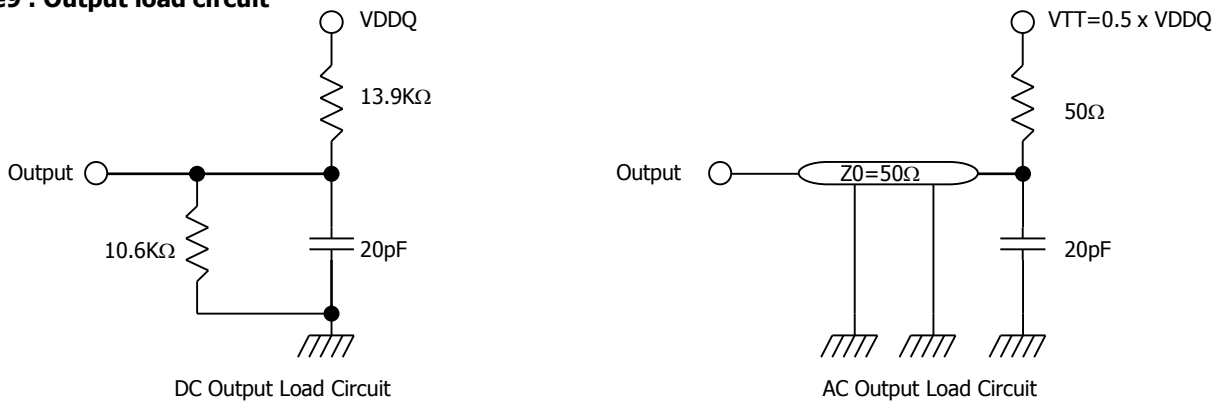 e9 : Output load circuit
VDDQ
13.9KΩ
Output
10.6KΩ
20pF
DC Output Load Circuit
VTT=0.5 x VDDQ
50Ω
Output
Z0=50Ω
20pF
AC Output Load Circuit